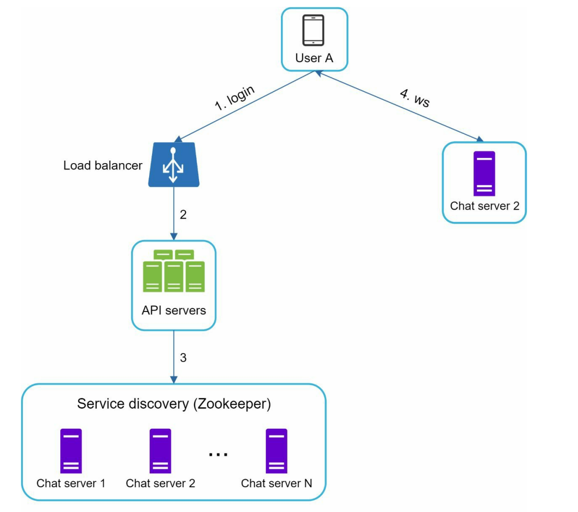 User A
1. login
4. ws
Load balancer
Chat server 2
2
API servers
3
Service discovery (Zookeeper)
...
Chat server 1
Chat server 2
Chat server N